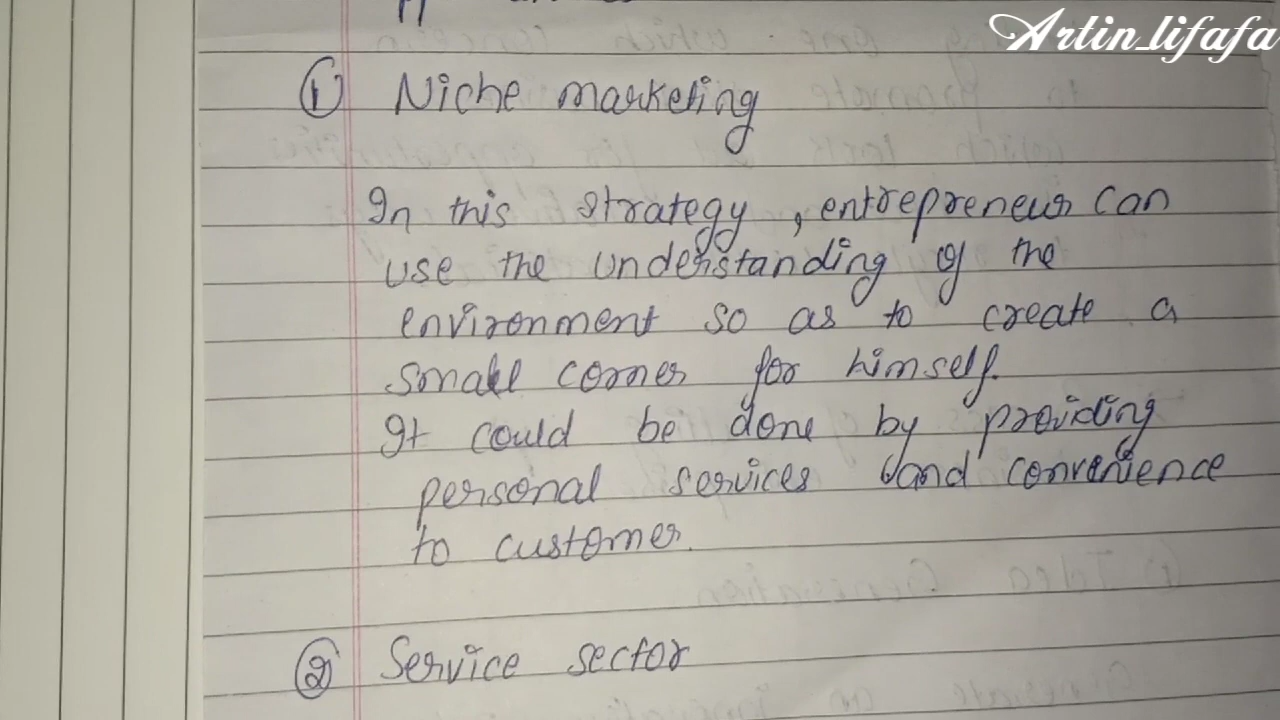 Artin_lifafa
① Niche marketing
In this strategy, entrepreneur can
use the understanding of the
environment so as to create a
small corner for himself.
It could be done by providing
personal services and convenience
to customer.
② Service sector